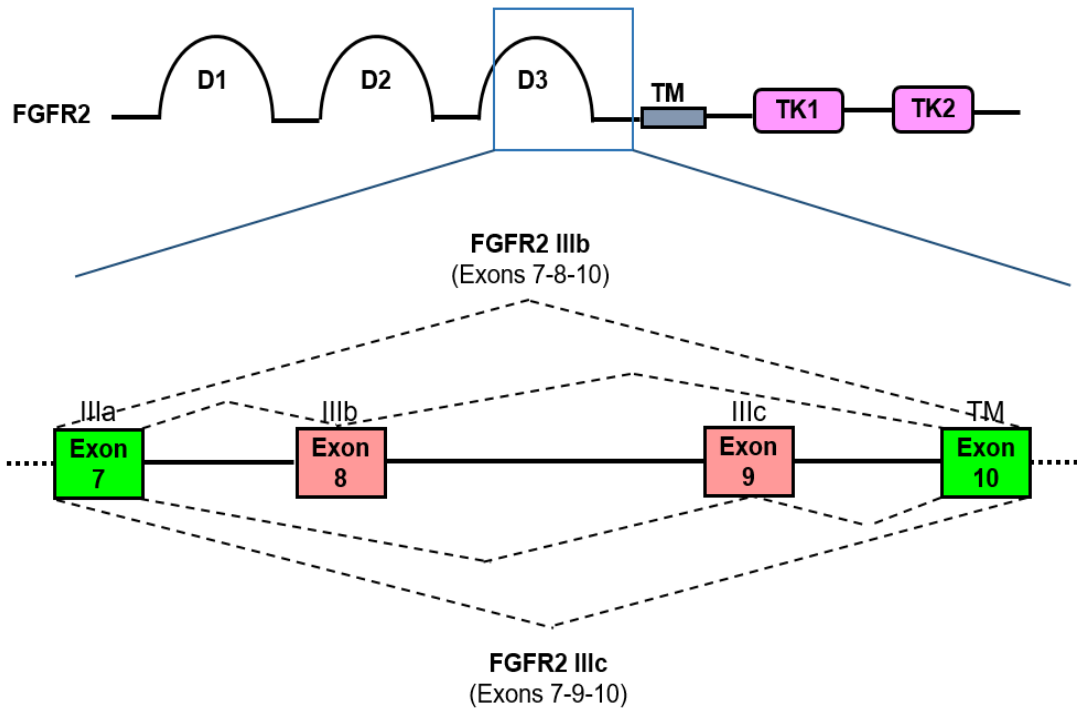 D1
D2
D3
TM
FGFR2
TK1
TK2
FGFR2 IIIb
(Exons 7-8-10)
IIIa
IIIb
IIIc
TM
Exon
7
Exon
8
Exon
9
Exon
10
FGFR2 IIIc
(Exons 7-9-10)